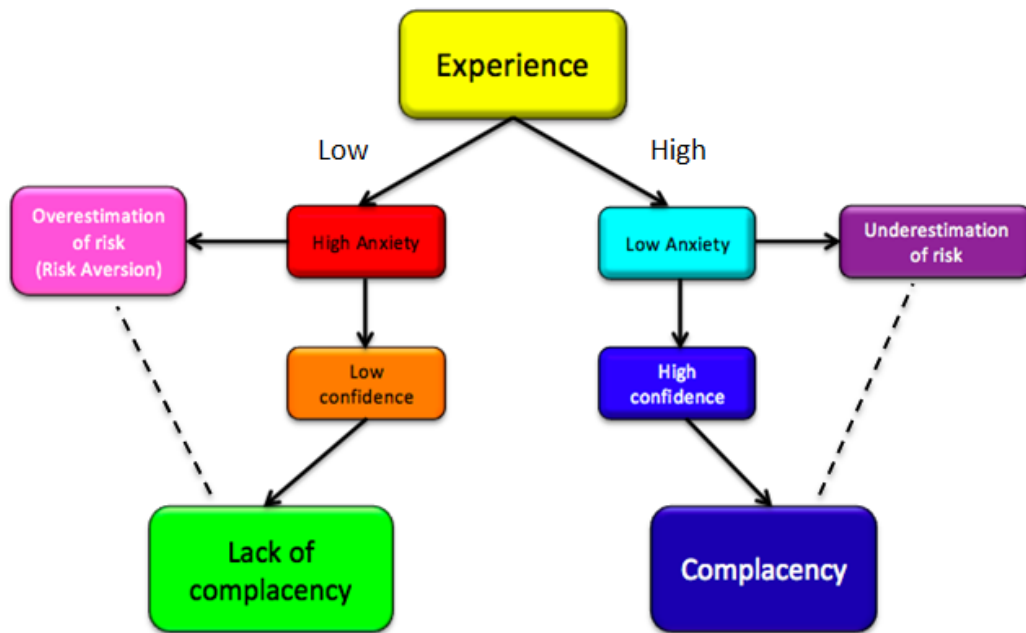 Experience
Low
High
Overestimation
of risk
(Risk Aversion)
High Anxiety
Low Anxiety
Underestimation
of risk
Low
confidence
High
confidence
Lack of
complacency
Complacency